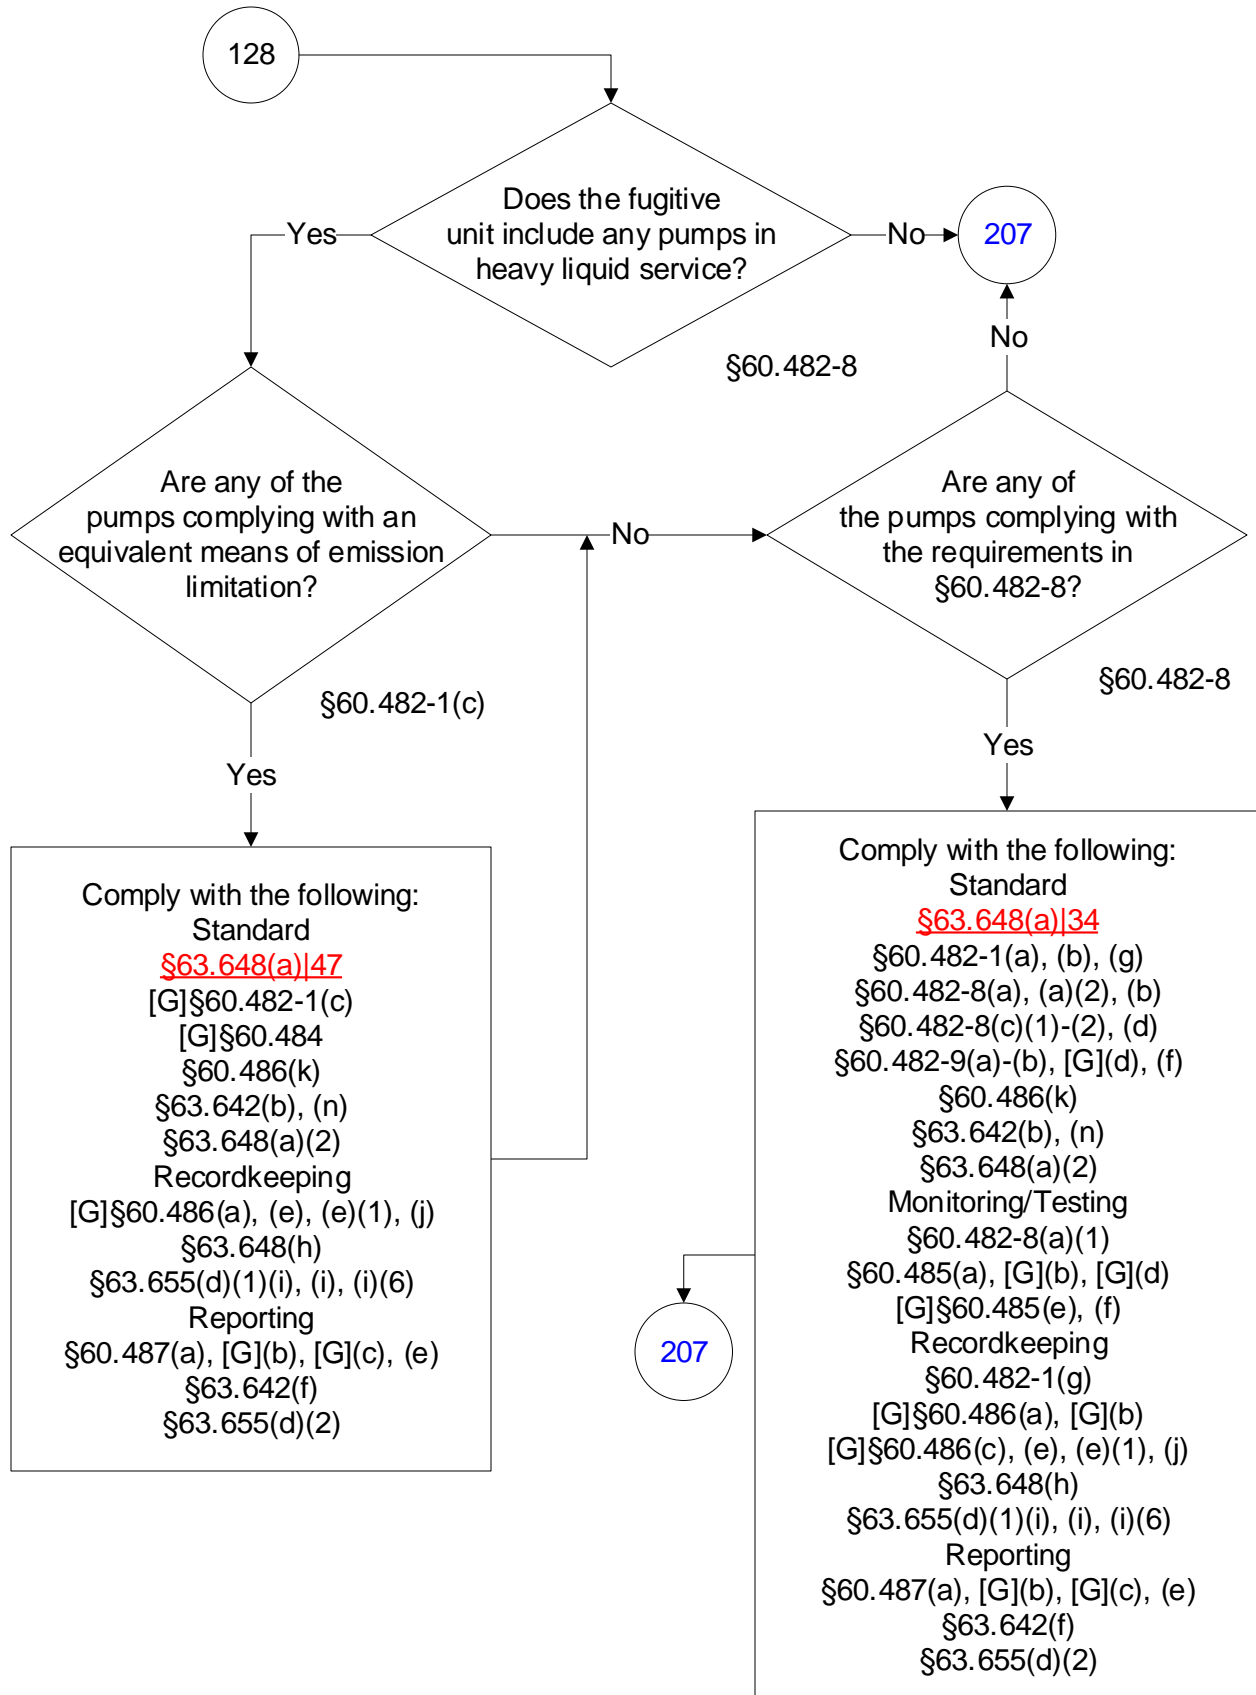 128
Does the fugitive
unit include any pumps in
heavy liquid service?
Yes
No
207
§60.482-8
No
Are any of the
pumps complying with an
equivalent means of emission
limitation?
No
Are any of
the pumps complying with
the requirements in
§60.482-8?
§60.482-1(c)
§60.482-8
Yes
Yes
Comply with the following:
Standard
§63.648(a)|47
[G]§60.482-1(c)
[G]§60.484
§60.486(k)
§63.642(b), (n)
§63.648(a)(2)
Recordkeeping
[G]§60.486(a), (e), (e)(1), (j)
§63.648(h)
§63.655(d)(1)(i), (i), (i)(6)
Reporting
§60.487(a), [G](b), [G](c), (e)
§63.642(f)
§63.655(d)(2)
Comply with the following:
Standard
§63.648(a)|34
§60.482-1(a), (b), (g)
§60.482-8(a), (a)(2), (b)
§60.482-8(c)(1)-(2), (d)
§60.482-9(a)-(b), [G](d), (f)
§60.486(k)
§63.642(b), (n)
§63.648(a)(2)
Monitoring/Testing
§60.482-8(a)(1)
§60.485(a), [G](b), [G](d)
[G]§60.485(e), (f)
Recordkeeping
§60.482-1(g)
[G]§60.486(a), [G](b)
[G]§60.486(c), (e), (e)(1), (j)
§63.648(h)
§63.655(d)(1)(i), (i), (i)(6)
Reporting
§60.487(a), [G](b), [G](c), (e)
§63.642(f)
§63.655(d)(2)
207